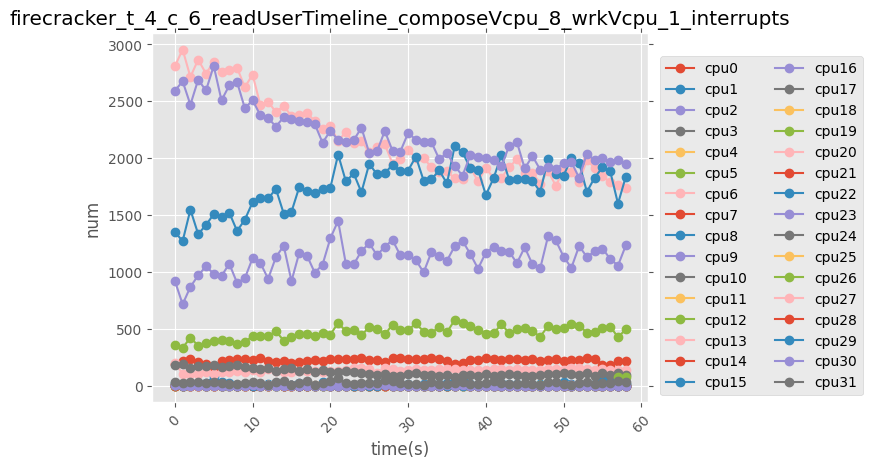 firecracker_t_4_c_6_readUserTimeline_composeVcpu_8_wrkVcpu_1_interrupts
3000
2500
2000
1500
1000
500
0
num
0 10 20 30 40 50 60
time(s)
cpu0 cpu16
cpu1 cpu17
cpu2 cpu18
cpu3 cpu19
cpu4 cpu20
cpu5 cpu21
cpu6 cpu22
cpu7 cpu23
cpu8 cpu24
cpu9 cpu25
cpu10 cpu26
cpu11 cpu27
cpu12 cpu28
cpu13 cpu29
cpu14 cpu30
cpu15 cpu31